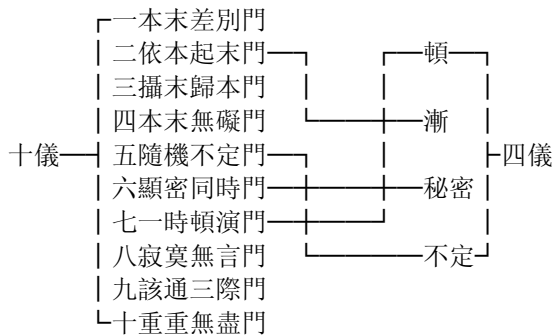 一本末差別門
二依本起末門 頓
三攝末歸本門
四本末無礙門 漸
十儀 五隨機不定門 四儀
六顯密同時門 秘密
七一時頓演門
八寂寞無言門 不定
九該通三際門
十重重無盡門